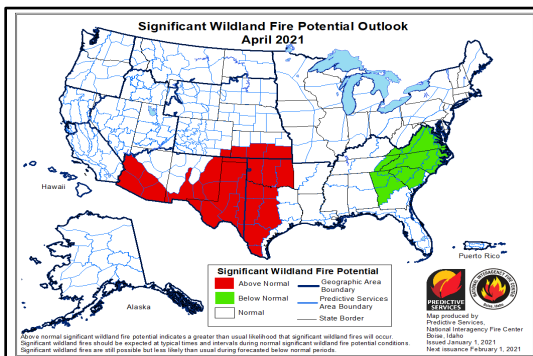 Significant Wildland Fire Potential Outlook
April 2021
Hawaii
Alaska
Puerto Rico
Significant Wildland Fire Potential
Above Normal
Below Normal
Normal
Geographic Area
Boundary
Predictive Services
Area Boundary
State Border
PREDICTIVE
SERVICES
NATIONAL INTERAGENCY FIRE CENTER
Map produced by
Predictive Services,
National Interagency Fire Center
Boise, Idaho
Issued January 1, 2021
Next issuance February 1, 2021
Above normal significant wildland fire potential indicates a greater than usual likelihood that significant wildland fires will occur.
Significant wildland fires should be expected at typical times and intervals during normal significant wildland fire potential conditions.
Significant wildland fires are still possible but less likely than usual during forecasted below normal periods.